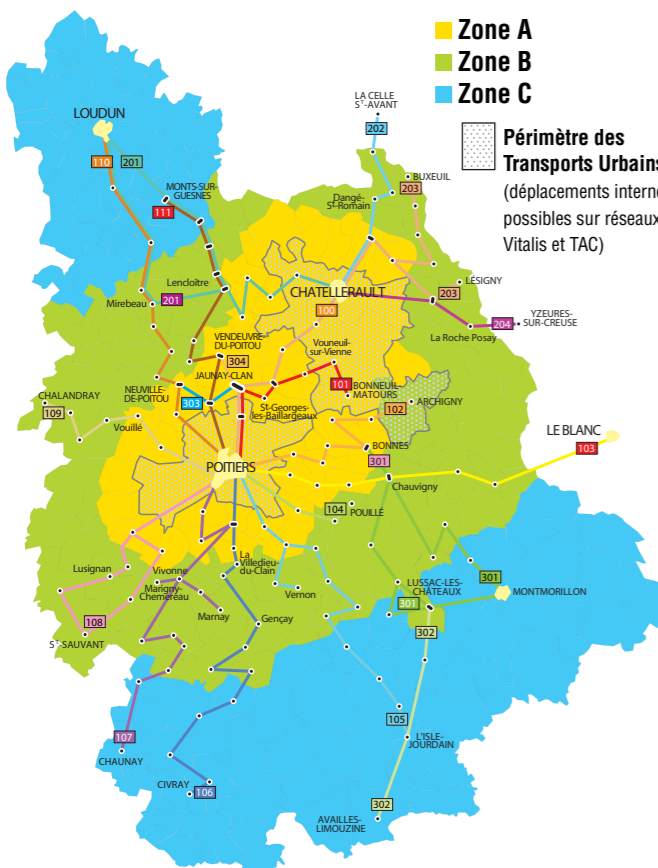 Zone A
Zone B
Zone C
Périmètre des
Transports Urbains
(déplacements interne
possibles sur réseaux
Vitalis et TAC)
LA CELLE
ST-AVANT
202
LOUDUN
110
201
BUXEUIL
203
MONTS-SUR-
GUESNES
111
Dangé-
St-Romain
LÉSIGNY
203
Lencloître
CHATELLERAULT
Mirebeau
201
100
204
YZEURES-
SUR-CREUSE
La Roche Posay
VENDEUVRE-
DU-POITOU
304
Vouneuil-
sur-Vienne
JAUNAY-CLAN
101
BONNEUIL-
MATOURS
NEUVILLE-
DE-POITOU
303
CHALANDRAY
109
St-Georges-
les-Baillargeaux
102
ARCHIGNY
Vouillé
LE BLANC
103
BONNES
301
POITIERS
Chauvigny
104
POUILLÉ
La
Villedieu-
du-Clain
Lusignan
Vivonne
Marigny-
Chemereau
Vernon
LUSSAC-LES-
CHÂTEAUX
301
301
MONTMORILLON
Marnay
108
Gençay
302
ST-SAUVANT
105
107
L'ISLE-
JOURDAIN
CHAUNAY
CIVRAY
106
302
AVAILLES-
LIMOUZINE